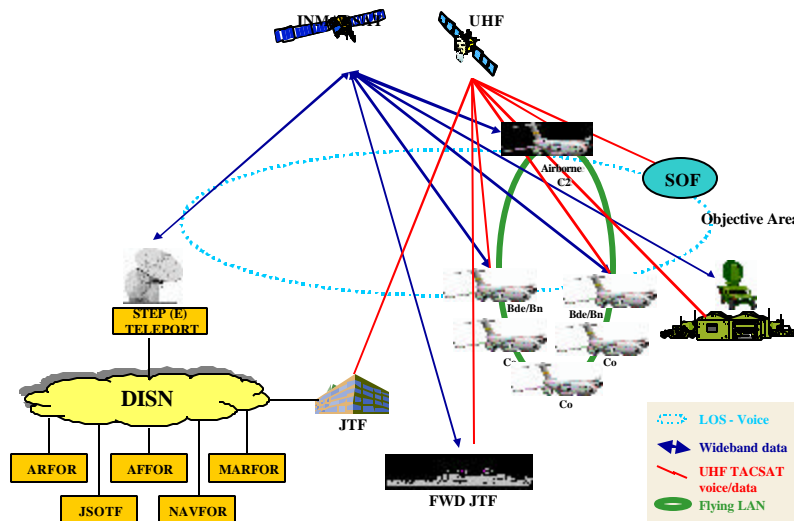 UHF
Airborne
C2
SOF
Objective Area
Bde/Bn
Bde/Bn
STEP (E)
TELEPORT
Co
Co
DISN
JTF
ARFOR
AFFOR
MARFOR
JSOTF
NAVFOR
FWD JTF
LOS - Voice
Wideband data
UHF TACSAT
voice/data
Flying LAN